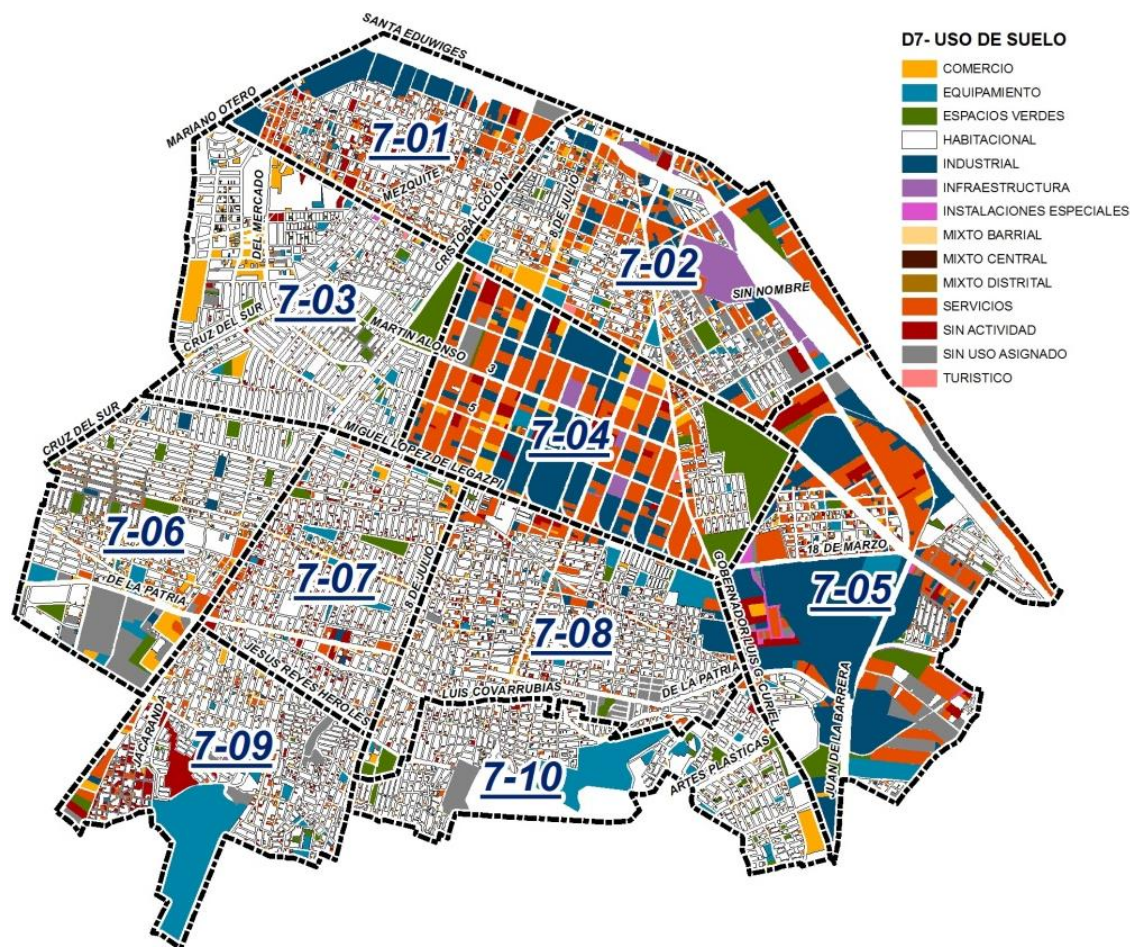 SANTA EDUWIGES
MARIANO OTERO
7-01
MEZQUITE
CRISTOBAL COLON
8 DE JULIO
7-02
SIN NOMBRE
DEL MERCADO
7-03
CRUZ DEL SUR
MARTIN ALONSO
3
5
7-04
MIGUEL LOPEZ DE LEGAZPI
CRUZ DEL SUR
7-06
DE LA PATRIA
7-07
8 DE JULIO
7-08
GOBERNADOR LUIS G. CURIEL
18 DE MARZO
7-05
JESUS REYES HEROLES
LUIS COVARRUBIAS
DE LA PATRIA
JACARANDA
7-09
7-10
ARTES PLASTICAS
JUAN DE LA BARRERA
D7- USO DE SUELO
COMERCIO
EQUIPAMIENTO
ESPACIOS VERDES
HABITACIONAL
INDUSTRIAL
INFRAESTRUCTURA
INSTALACIONES ESPECIALES
MIXTO BARRIAL
MIXTO CENTRAL
MIXTO DISTRITAL
SERVICIOS
SIN ACTIVIDAD
SIN USO ASIGNADO
TURISTICO